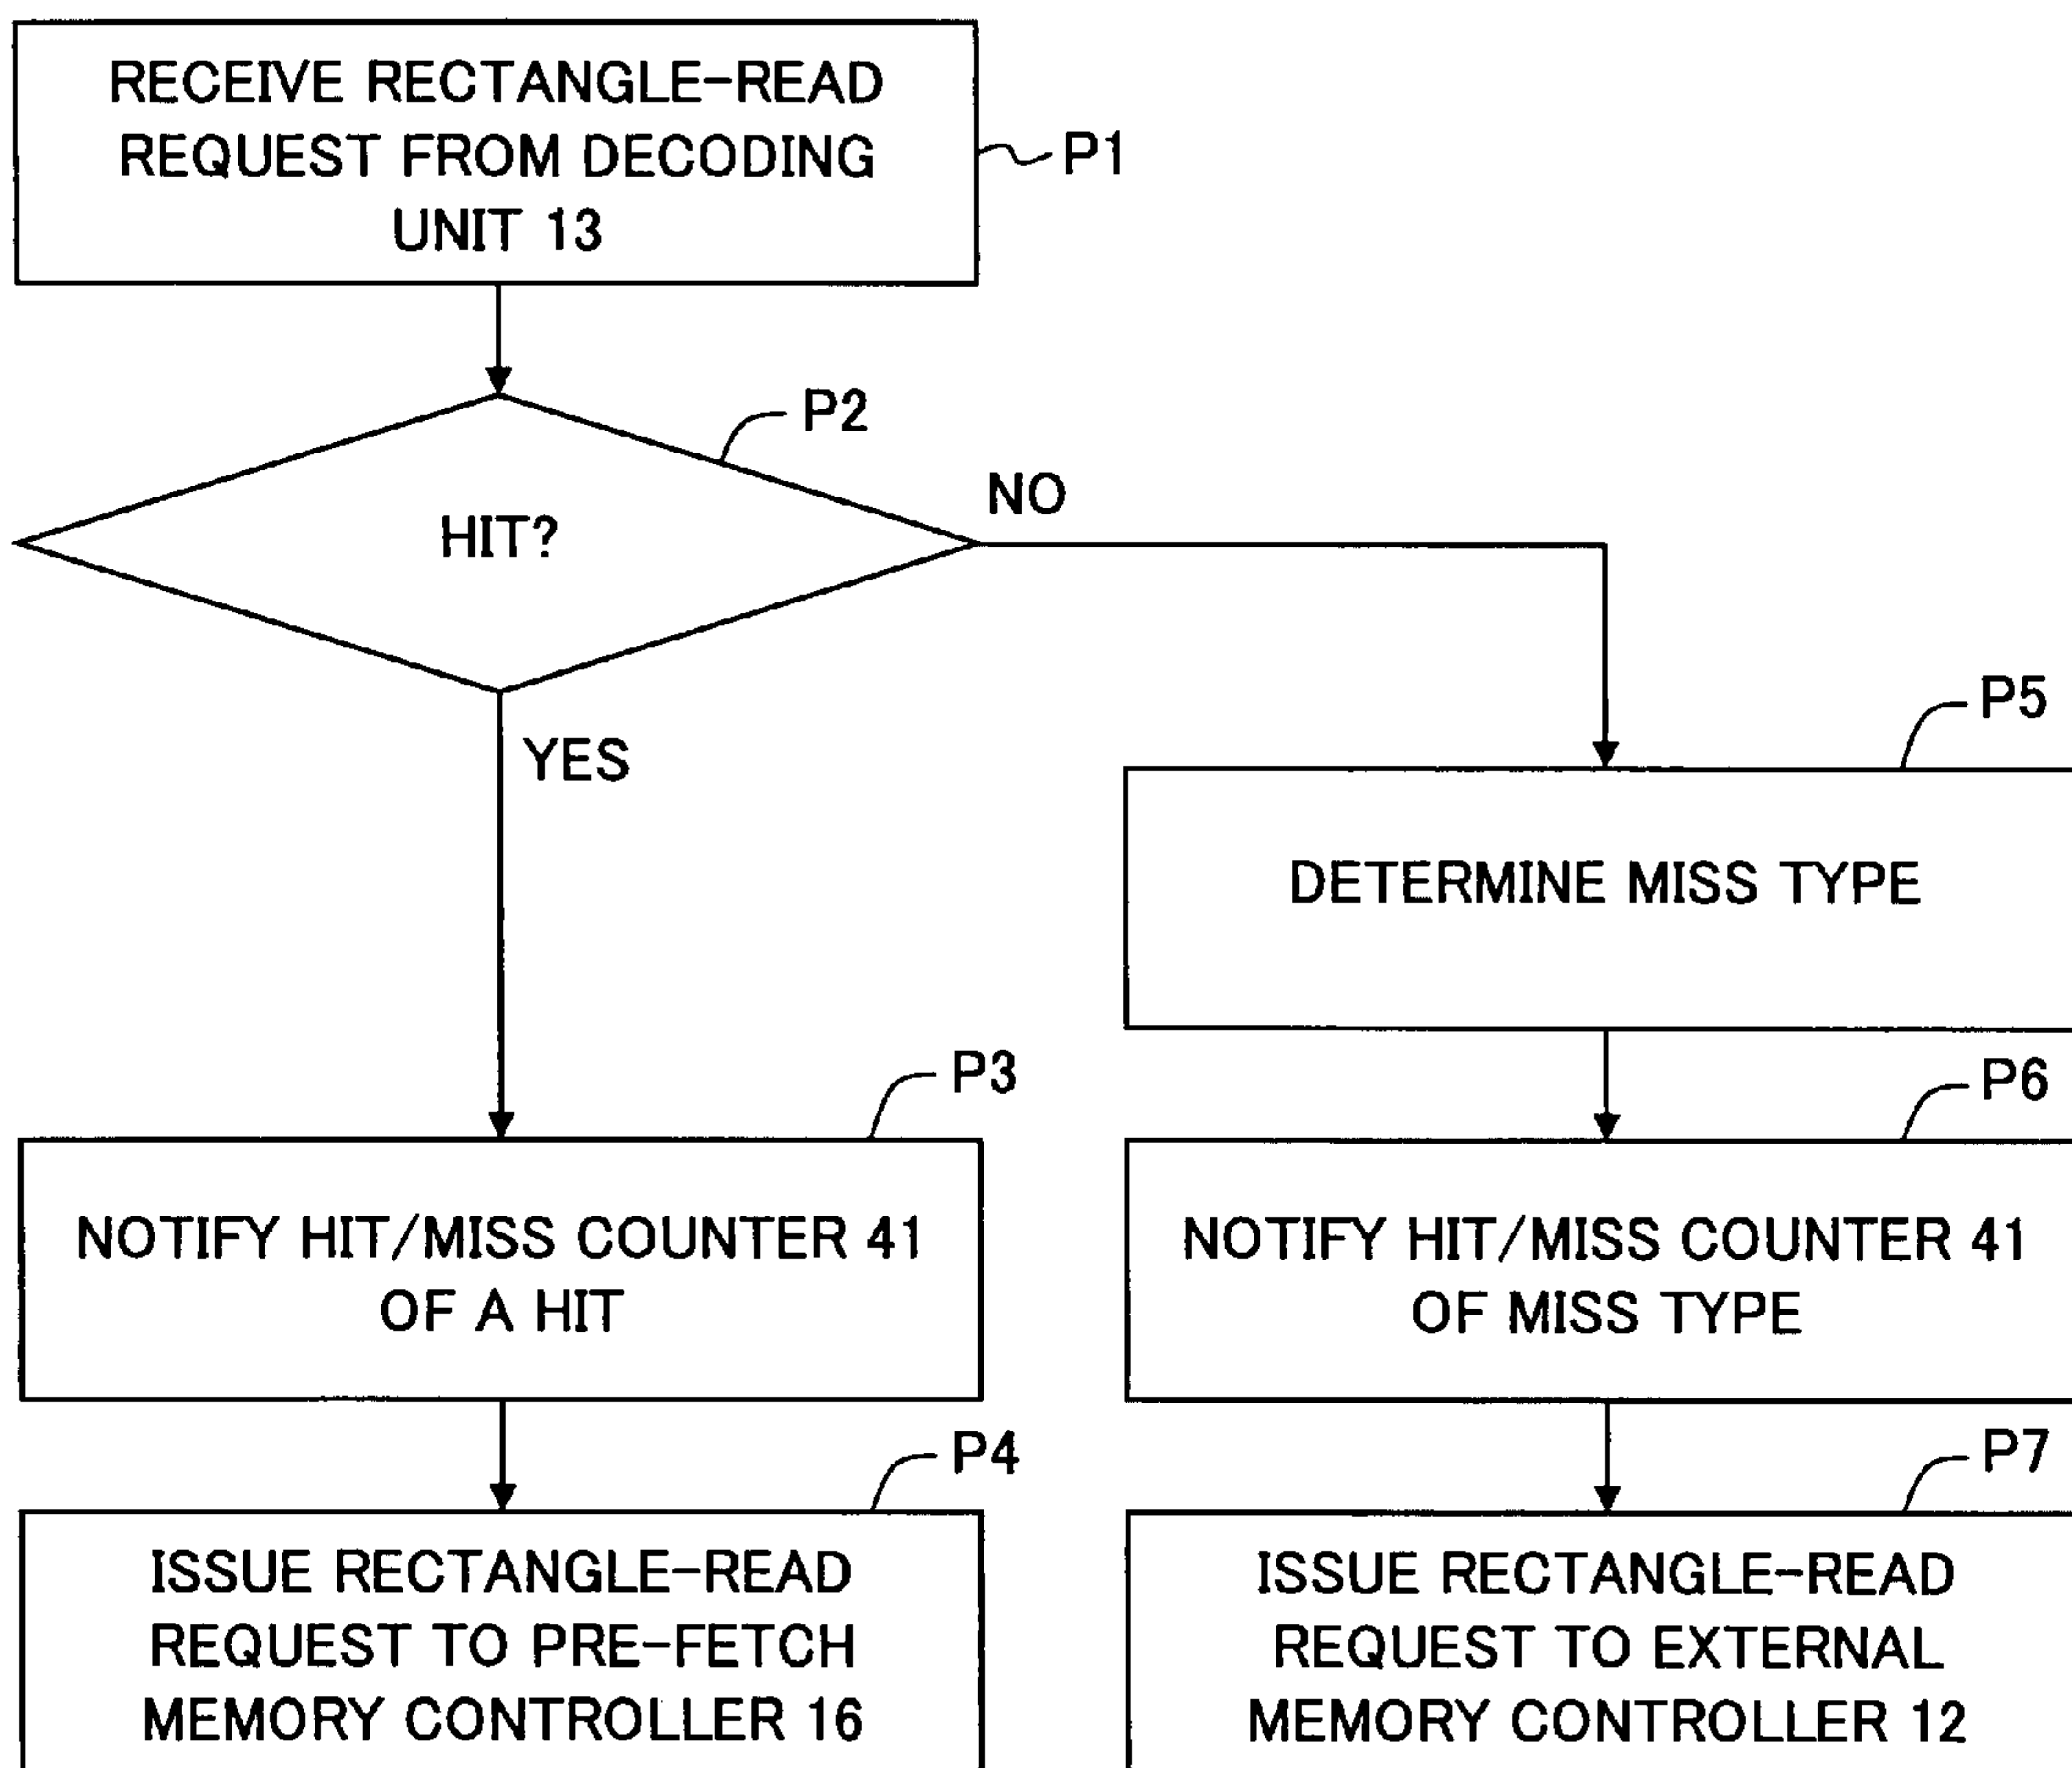 RECEIVE RECTANGLE-READ
REQUEST FROM DECODING
UNIT 13
P1
P2
HIT?
NO
YES
P5
DETERMINE MISS TYPE
P3
NOTIFY HIT/MISS COUNTER 41
OF A HIT
P6
NOTIFY HIT/MISS COUNTER 41
OF MISS TYPE
P4
ISSUE RECTANGLE-READ
REQUEST TO PRE-FETCH
MEMORY CONTROLLER 16
P7
ISSUE RECTANGLE-READ
REQUEST TO EXTERNAL
MEMORY CONTROLLER 12